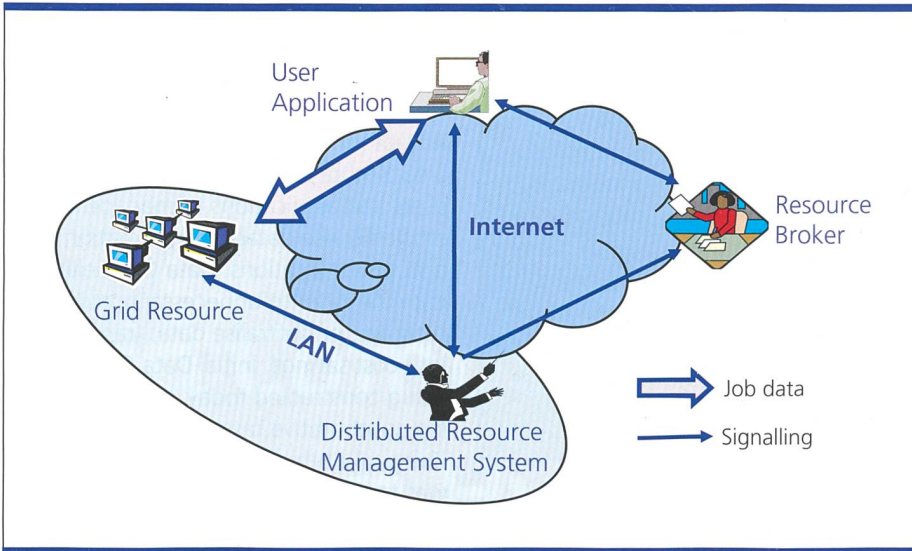 User
Application
Internet
Resource
Broker
Grid Resource
LAN
Distributed Resource
Management System
Job data
Signalling